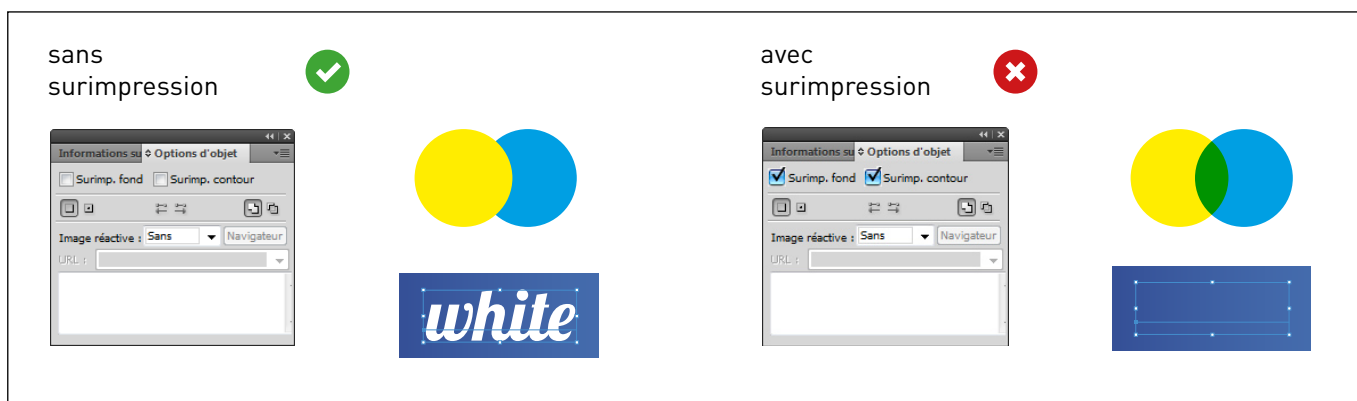 sans
surimpression
Informations su Options d'objet
Surimp. fond Surimp. contour
Image réactive : Sans Navigateur
URL :
white
avec
surimpression
Informations su Options d'objet
Surimp. fond Surimp. contour
Image réactive : Sans Navigateur
URL :